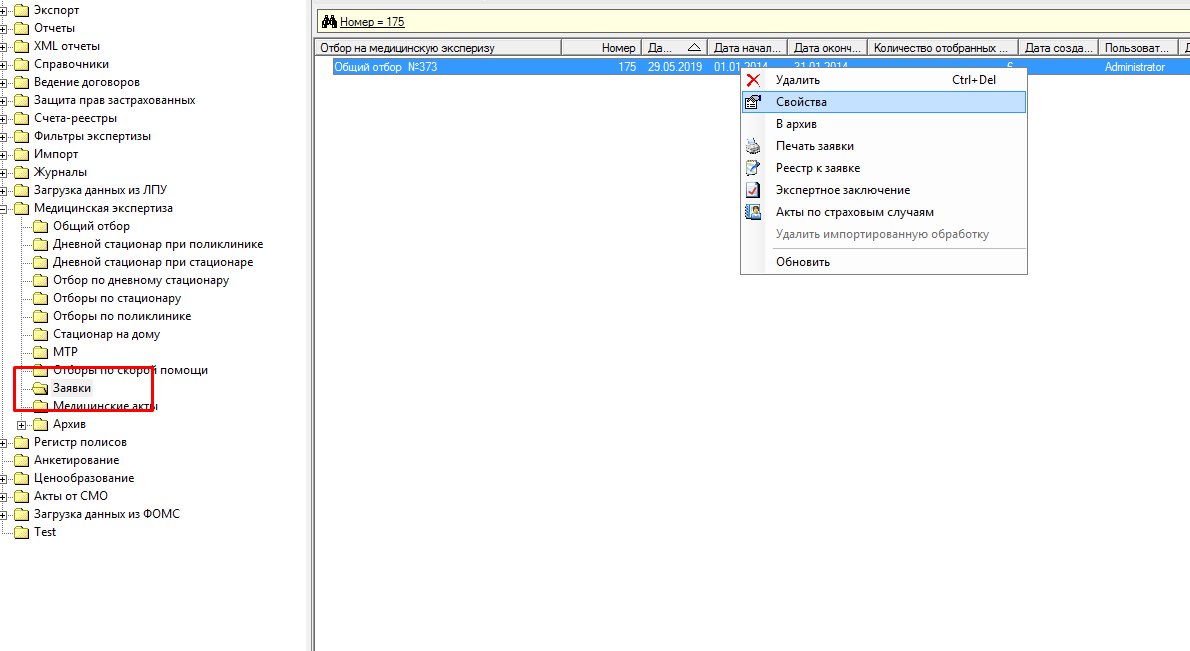 Экспорт
Отчеты
XML отчеты
Справочники
Ведение договоров
Защита прав застрахованных
Счета-реестры
Фильтры экспертизы
Импорт
Журналы
Загрузка данных из ЛПУ
Медицинская экспертиза
Общий отбор
Дневной стационар при поликлинике
Дневной стационар при стационаре
Отбор по дневному стационару
Отборы по стационару
Отборы по поликлинике
Стационар на дому
МТР
Отборы по скорой помощи
Заявки
Медицинские акты
Архив
Регистр полисов
Анкетирование
Ценообразование
Акты от СМО
Загрузка данных из ФОМС
Test
Номер = 175
Отбор на медицинскую эксперизу Номер Да... Дата начал... Дата оконч... Количество отобранных ... Дата созда... Пользоват... Д
Общий отбор №373 175 29.05.2019 01.01.2014 31.01.2014 6 Administrator
Удалить Ctrl+Del
Свойства
В архив
Печать заявки
Реестр к заявке
Экспертное заключение
Акты по страховым случаям
Удалить импортированную обработку
Обновить